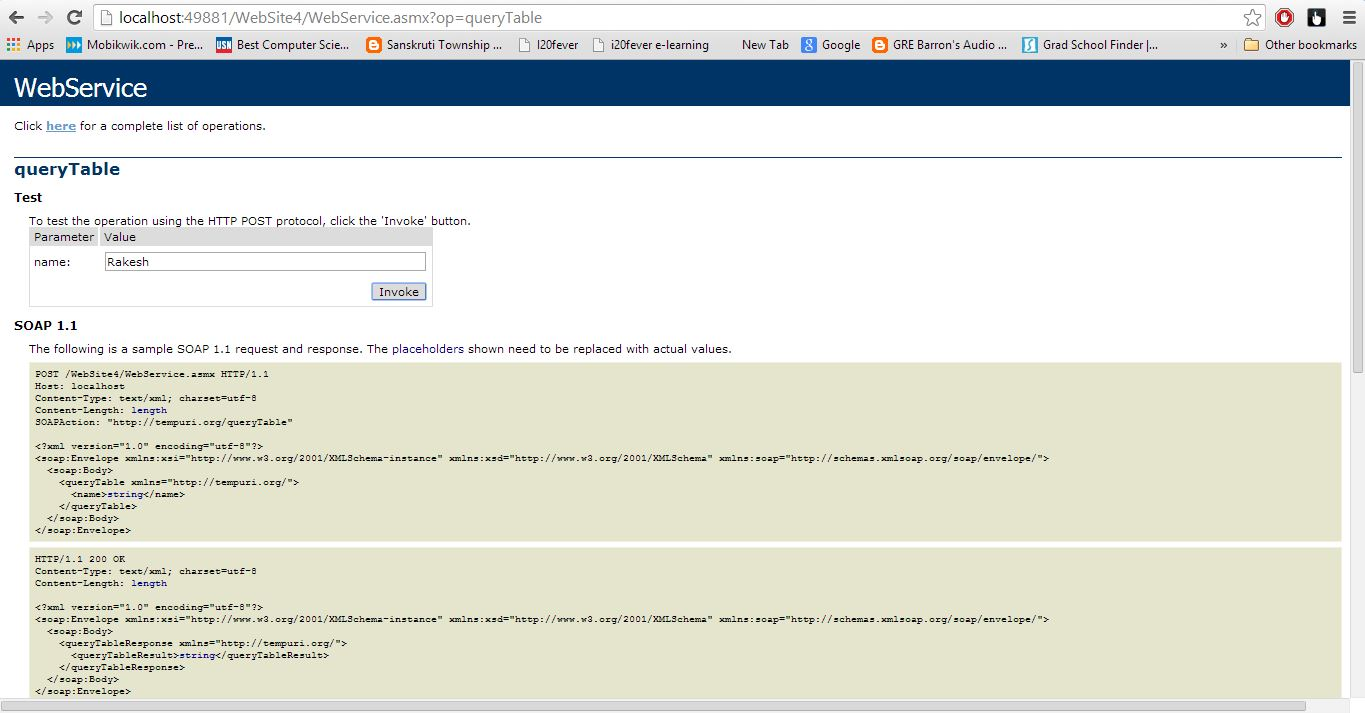 localhost:49881/WebSite4/WebService.asmx?op=queryTable
Apps Mobikwik.com - Pre... USN Best Computer Scie... Sanskruti Township ... I20fever i20fever e-learning New Tab Google GRE Barron's Audio ... Grad School Finder |... » Other bookmarks
WebService
Click here for a complete list of operations.
queryTable
Test
To test the operation using the HTTP POST protocol, click the 'Invoke' button.
Parameter Value
name: Rakesh
Invoke
SOAP 1.1
The following is a sample SOAP 1.1 request and response. The placeholders shown need to be replaced with actual values.
POST /WebSite4/WebService.asmx HTTP/1.1
Host: localhost
Content-Type: text/xml; charset=utf-8
Content-Length: length
SOAPAction: "http://tempuri.org/queryTable"
<?xml version="1.0" encoding="utf-8"?>
<soap:Envelope xmlns:xsi="http://www.w3.org/2001/XMLSchema-instance" xmlns:xsd="http://www.w3.org/2001/XMLSchema" xmlns:soap="http://schemas.xmlsoap.org/soap/envelope/">
<soap:Body>
<queryTable xmlns="http://tempuri.org/">
<name>string</name>
</queryTable>
</soap:Body>
</soap:Envelope>
HTTP/1.1 200 OK
Content-Type: text/xml; charset=utf-8
Content-Length: length
<?xml version="1.0" encoding="utf-8"?>
<soap:Envelope xmlns:xsi="http://www.w3.org/2001/XMLSchema-instance" xmlns:xsd="http://www.w3.org/2001/XMLSchema" xmlns:soap="http://schemas.xmlsoap.org/soap/envelope/">
<soap:Body>
<queryTableResponse xmlns="http://tempuri.org/">
<queryTableResult>string</queryTableResult>
</queryTableResponse>
</soap:Body>
</soap:Envelope>